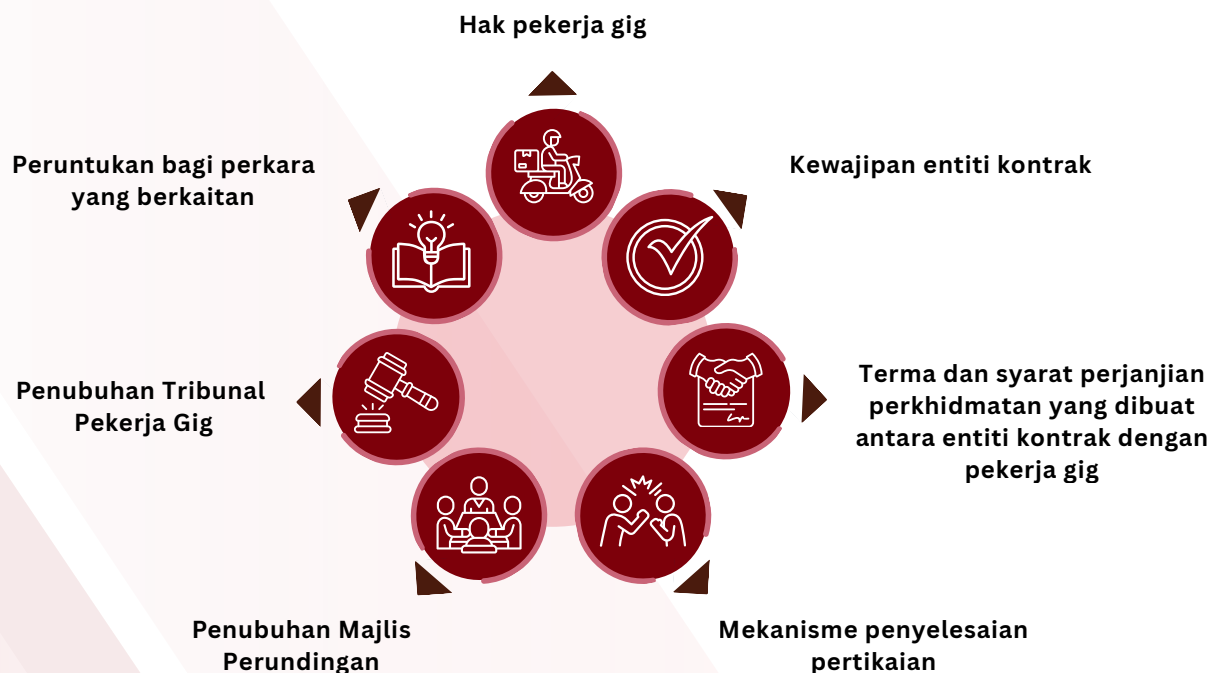 Hak pekerja gig
Peruntukan bagi perkara
yang berkaitan
Kewajipan entiti kontrak
Penubuhan Tribunal
Pekerja Gig
Terma dan syarat perjanjian
perkhidmatan yang dibuat
antara entiti kontrak dengan
pekerja gig
Penubuhan Majlis
Perundingan
Mekanisme penyelesaian
pertikaian